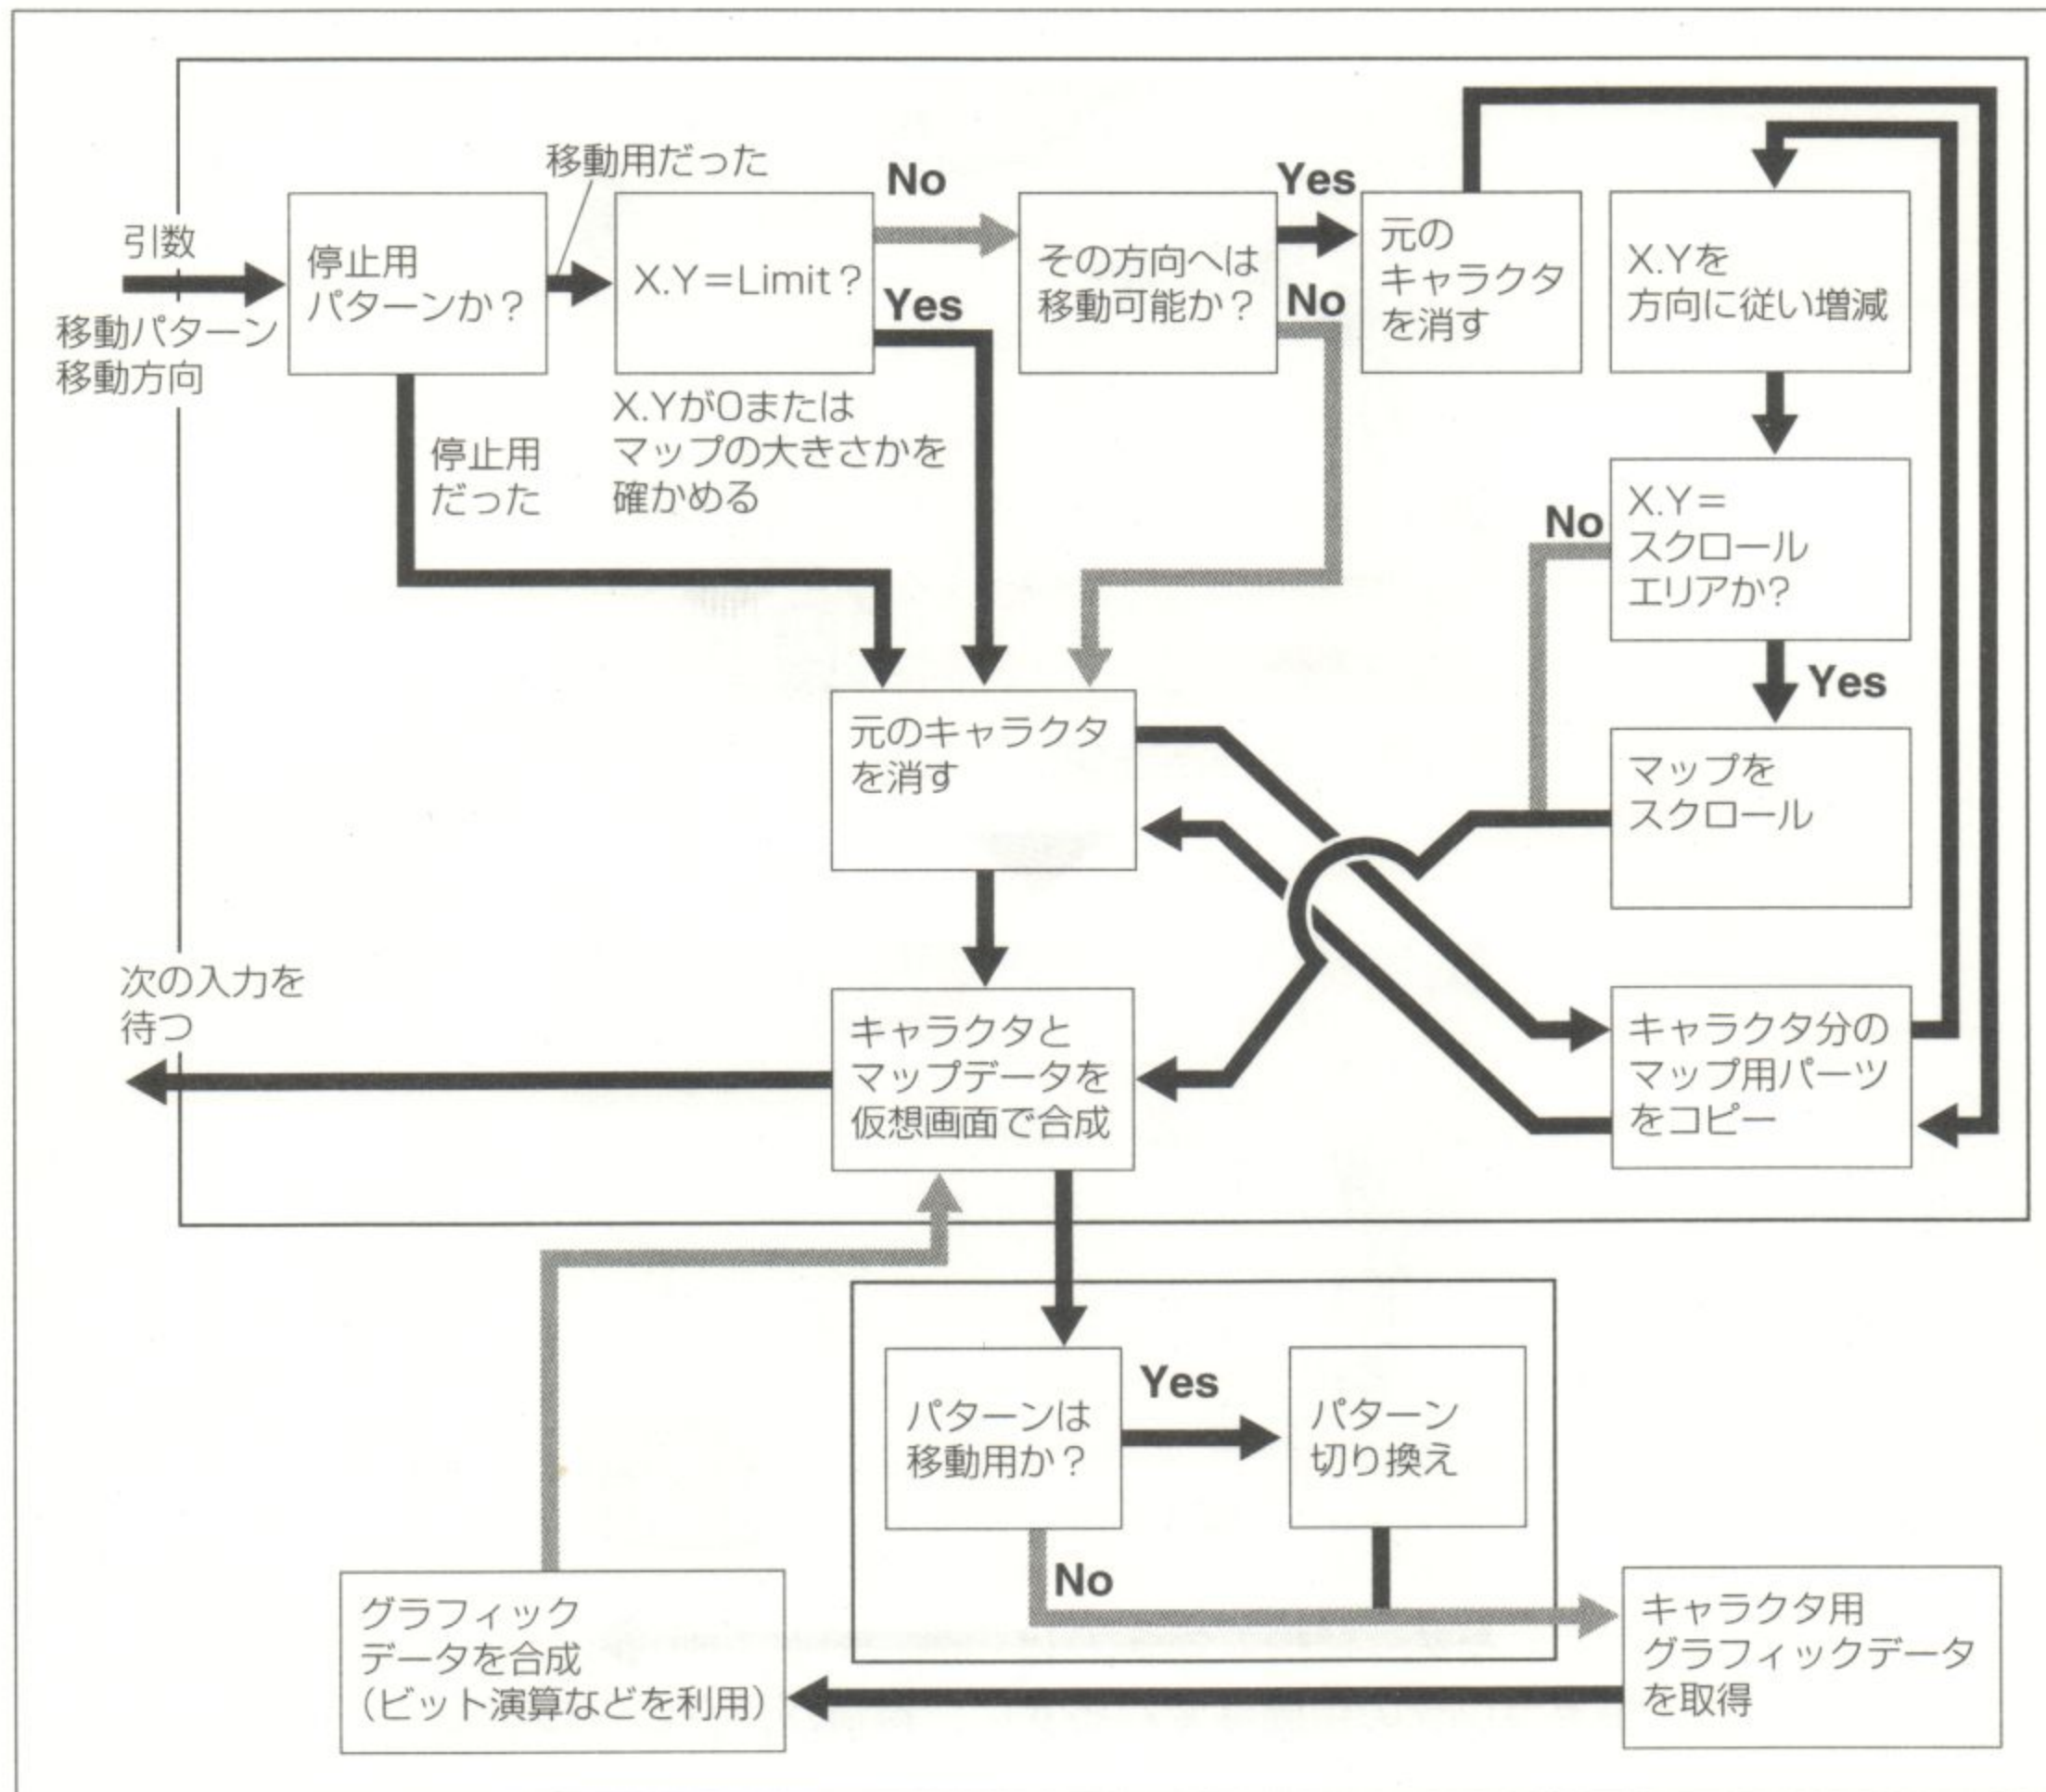 引数
移動パターン
移動方向
停止用
パターンか？
移動用だった
停止用
だった
X.Y＝Limit？
X.Yが0または
マップの大きさかを
確かめる
No
Yes
その方向へは
移動可能か？
Yes
No
元の
キャラクタ
を消す
X.Yを
方向に従い増減
X.Y＝
スクロール
エリアか?
No
Yes
マップを
スクロール
元のキャラクタ
を消す
キャラクタ分の
マップ用パーツ
をコピー
次の入力を
待つ
キャラクタと
マップデータを
仮想画面で合成
パターンは
移動用か？
Yes
No
パターン
切り換え
キャラクタ用
グラフィックデータ
を取得
グラフィック
データを合成
（ビット演算などを利用）